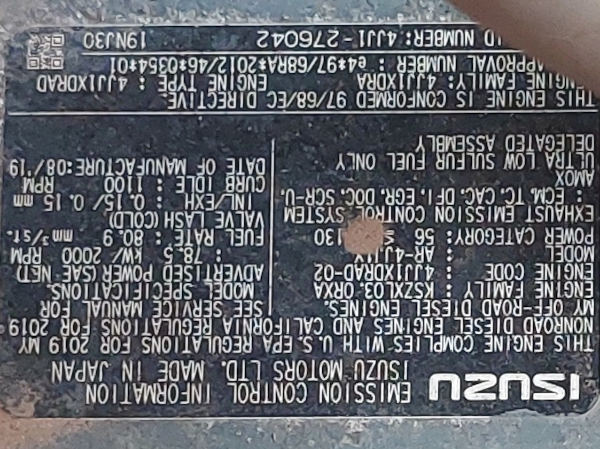 ISUZU
EMISSION CONTROL INFORMATION
ISUZU MOTORS LTD. MADE IN JAPAN
THIS ENGINE COMPLIES WITH U.S. EPA REGULATIONS FOR MY 2019
NONROAD DIESEL ENGINES AND CALIFORNIA REGULATIONS FOR 2019
MY OFF-ROAD DIESEL ENGINES.
ENGINE FAMILY : KSZXL03.0RXA
ENGINE CODE : 4JJ1XDRAD-02
MODEL : AR-4JJ1X
POWER CATEGORY: 56 ≤ 130
EXHAUST EMISSION CONTROL SYSTEM
: ECM, TC, CAC, DFI, EGR, DOC, SCR-U,
AMOX
ULTRA LOW SULFUR FUEL ONLY
DELEGATED ASSEMBLY
SEE SERVICE MANUAL FOR
MODEL SPECIFICATIONS.
ADVERTISED POWER (SAE NET)
: 78.5 kW/ 2000 RPM
FUEL RATE: 80.9 mm³/st.
VALVE LASH (COLD)
INL/EXH: 0.15/ 0.15 mm
CURB IDLE : 1100 RPM
DATE OF MANUFACTURE:08/'19
THIS ENGINE IS CONFORMED 97/68/EC DIRECTIVE
ENGINE FAMILY: 4JJ1XDRA ENGINE TYPE : 4JJ1XDRAD
APPROVAL NUMBER : e4*97/68RA*2012/46*0354*01
ID NUMBER: 4JJ1-276042 19NJ30